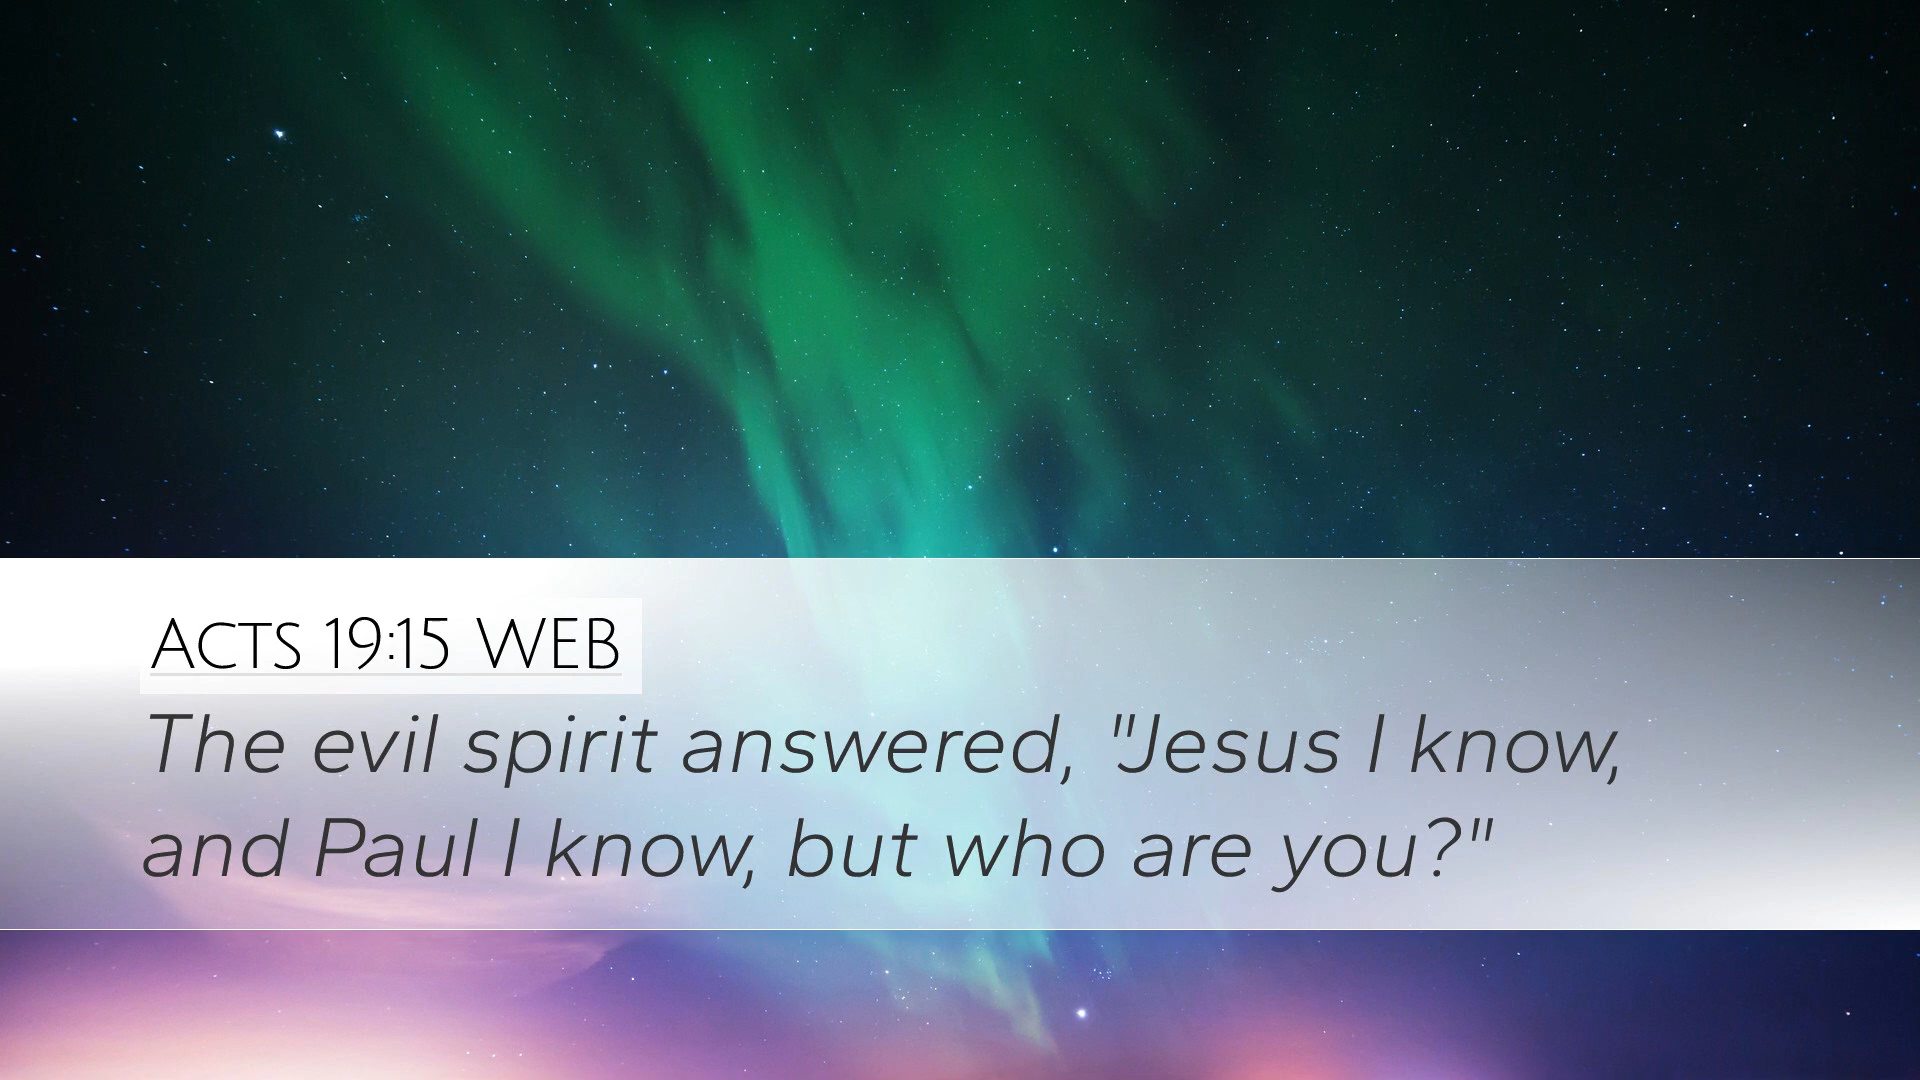 Acts 19:15 WEB
The evil spirit answered, "Jesus I know,
and Paul I know, but who are you?"